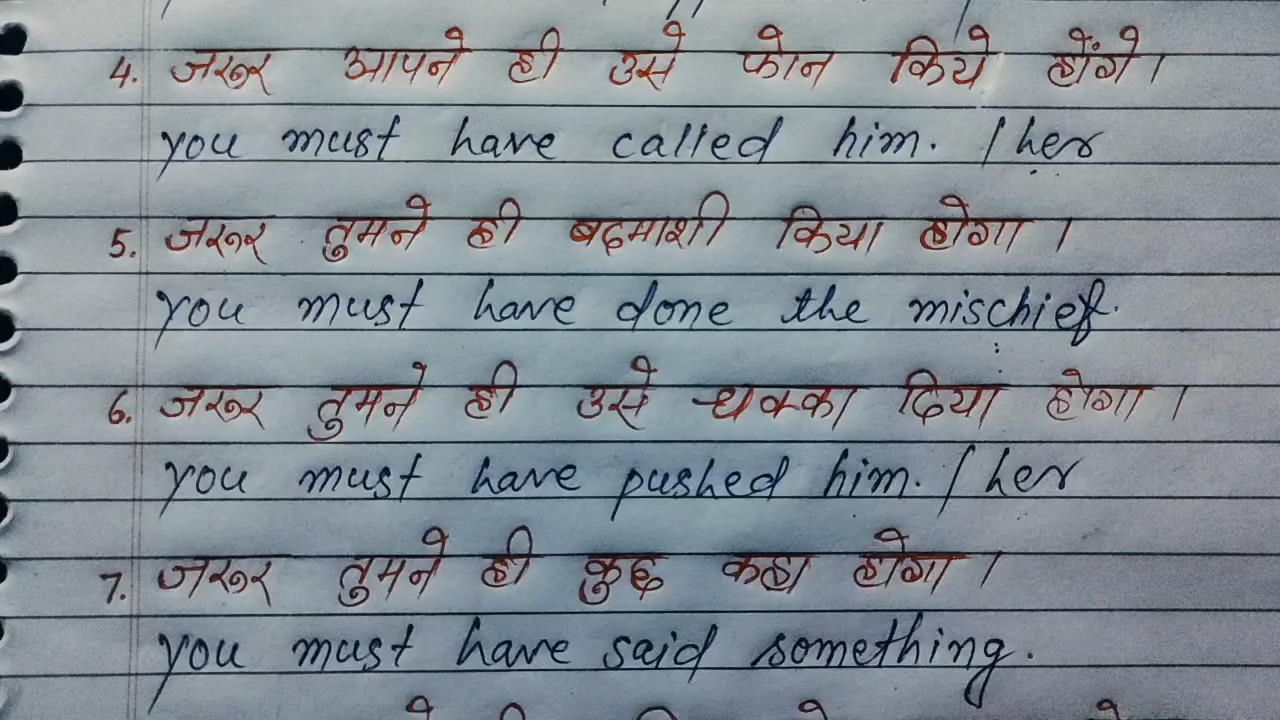 4. जरूर आपने ही उसे फोन किये होंगे।
you must have called him. / her
5. जरूर तुमने ही बदमाशी किया होगा।
you must have done the mischief.
6. जरूर तुमने ही उसे धक्का दिया होगा।
you must have pushed him. / her
7. जरूर तुमने ही कुछ कहा होगा।
you must have said something.